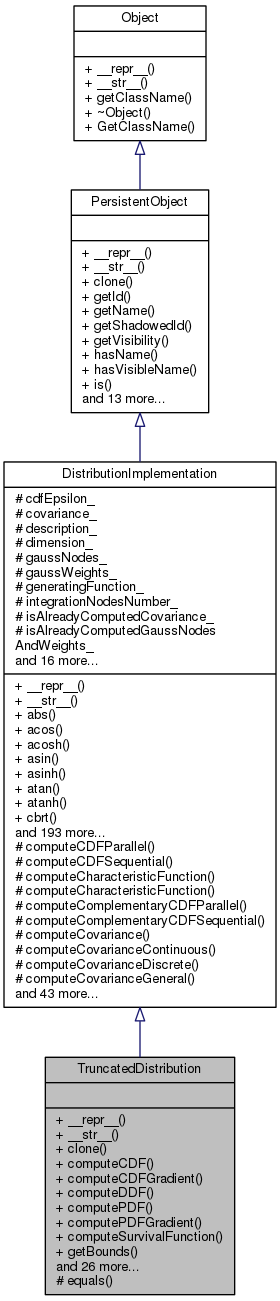 Object
+ __repr__()
+ __str__()
+ getClassName()
+ ~Object()
+ GetClassName()
PersistentObject
+ __repr__()
+ __str__()
+ clone()
+ getId()
+ getName()
+ getShadowedId()
+ getVisibility()
+ hasName()
+ hasVisibleName()
+ is()
and 13 more...
DistributionImplementation
# cdfEpsilon_
# covariance_
# description_
# dimension_
# gaussNodes_
# gaussWeights_
# generatingFunction_
# integrationNodesNumber_
# isAlreadyComputedCovariance_
# isAlreadyComputedGaussNodes
AndWeights_
and 16 more...
+ __repr__()
+ __str__()
+ abs()
+ acos()
+ acosh()
+ asin()
+ asinh()
+ atan()
+ atanh()
+ cbrt()
and 193 more...
# computeCDFParallel()
# computeCDFSequential()
# computeCharacteristicFunction()
# computeCharacteristicFunction()
# computeComplementaryCDFParallel()
# computeComplementaryCDFSequential()
# computeCovariance()
# computeCovarianceContinuous()
# computeCovarianceDiscrete()
# computeCovarianceGeneral()
and 43 more...
TruncatedDistribution
+ __repr__()
+ __str__()
+ clone()
+ computeCDF()
+ computeCDFGradient()
+ computeDDF()
+ computePDF()
+ computePDFGradient()
+ computeSurvivalFunction()
+ getBounds()
and 26 more...
# equals()